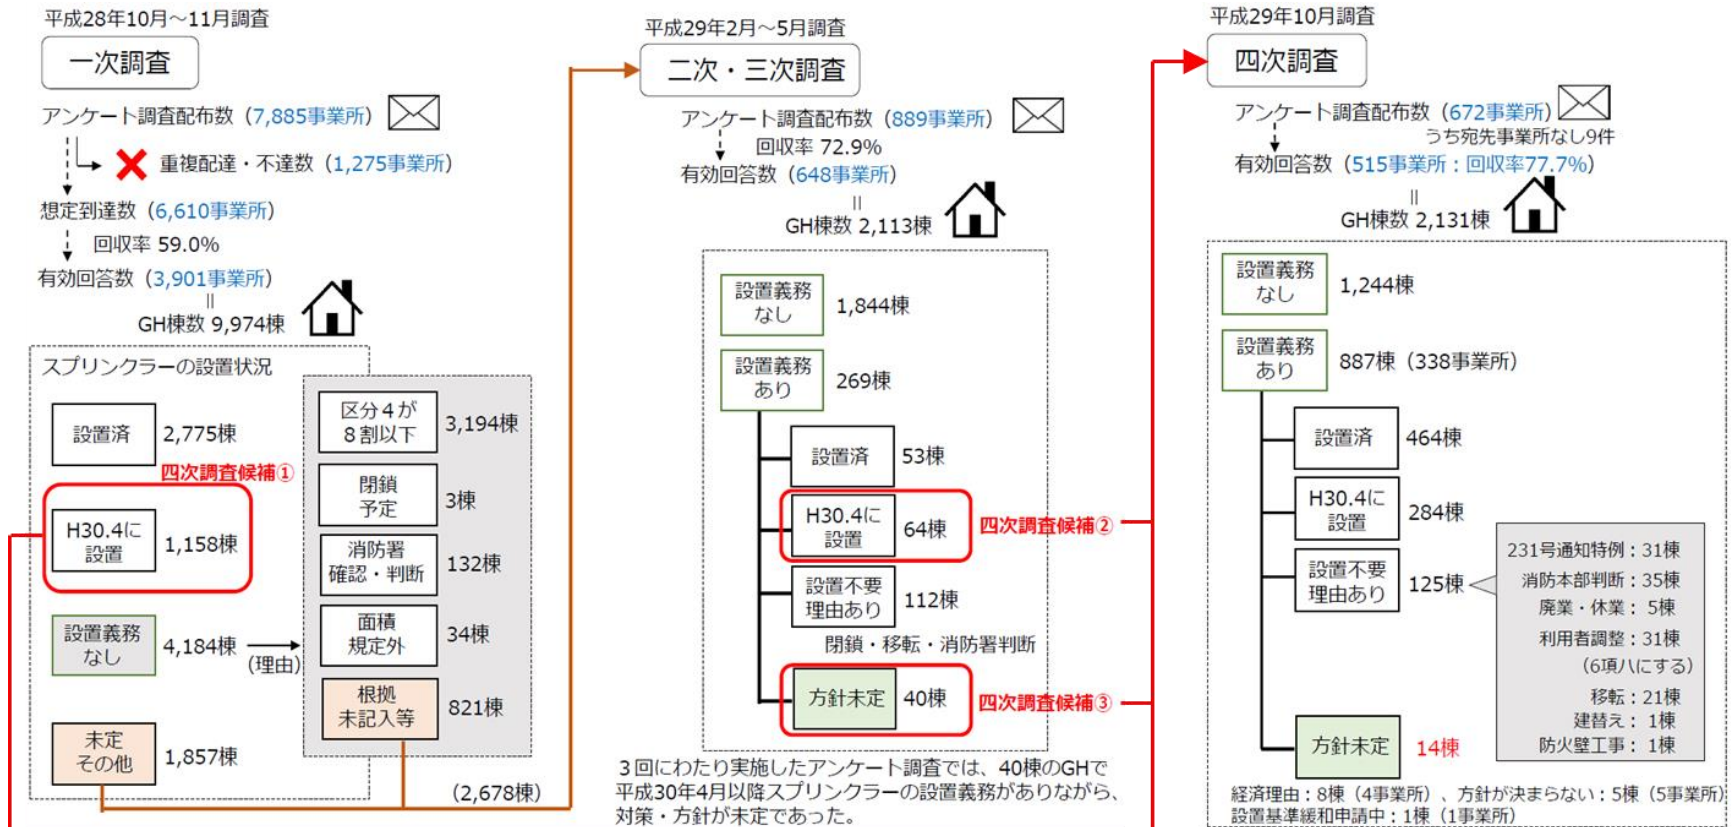 平成28年10月～11月調査
一次調査
アンケート調査配布数（7,885事業所）
重複配達・不達数（1,275事業所）
想定到達数（6,610事業所）
回収率 59.0%
有効回答数（3,901事業所）
=
GH棟数 9,974棟
スプリンクラーの設置状況
設置済
2,775棟
四次調査候補①
H30.4に
設置
1,158棟
設置義務
なし
4,184棟
(理由)
未定
その他
1,857棟
区分４が
８割以下
3,194棟
閉鎖
予定
3棟
消防署
確認・判断
132棟
面積
規定外
34棟
根拠
未記入等
821棟
（2,678棟）
平成29年2月～5月調査
二次・三次調査
アンケート調査配布数（889事業所）
回収率 72.9%
有効回答数（648事業所）
=
GH棟数 2,113棟
設置義務
なし
1,844棟
設置義務
あり
269棟
設置済
53棟
H30.4に
設置
64棟
四次調査候補②
設置不要
理由あり
112棟
閉鎖・移転・消防署判断
方針未定
40棟
四次調査候補③
３回にわたり実施したアンケート調査では、40棟のGHで
平成30年4月以降スプリンクラーの設置義務がありながら、
対策・方針が未定であった。
平成29年10月調査
四次調査
アンケート調査配布数（672事業所）
うち宛先事業所なし9件
有効回答数（515事業所：回収率77.7%）
=
GH棟数 2,131棟
設置義務
なし
1,244棟
設置義務
あり
887棟（338事業所）
設置済
464棟
H30.4に
設置
284棟
設置不要
理由あり
125棟
231号通知特例：31棟
消防本部判断：35棟
廃業・休業： 5棟
利用者調整：31棟
（6項ハにする）
移転：21棟
建替え： 1棟
防火壁工事： 1棟
方針未定
14棟
経済理由：8棟（4事業所）、方針が決まらない：5棟（5事業所）
設置基準緩和申請中：1棟（1事業所）